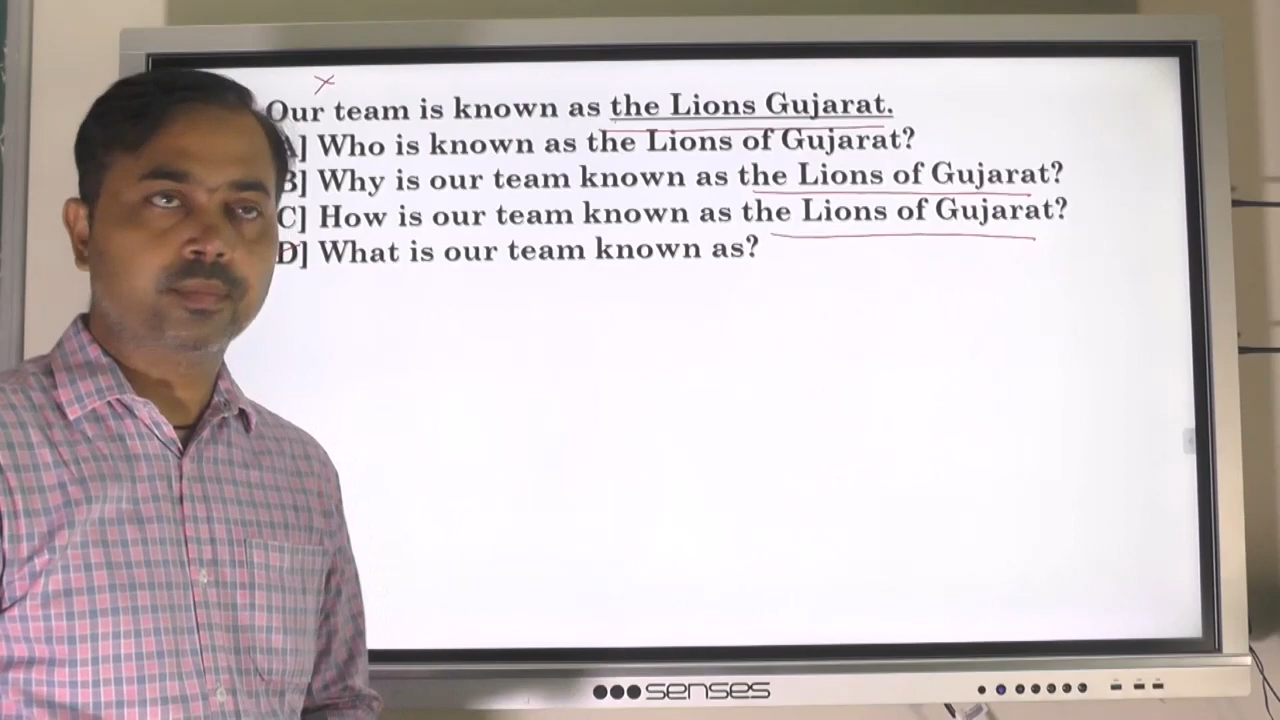 Our team is known as the Lions Gujarat.
A] Who is known as the Lions of Gujarat?
B] Why is our team known as the Lions of Gujarat?
C] How is our team known as the Lions of Gujarat?
D] What is our team known as?
senses